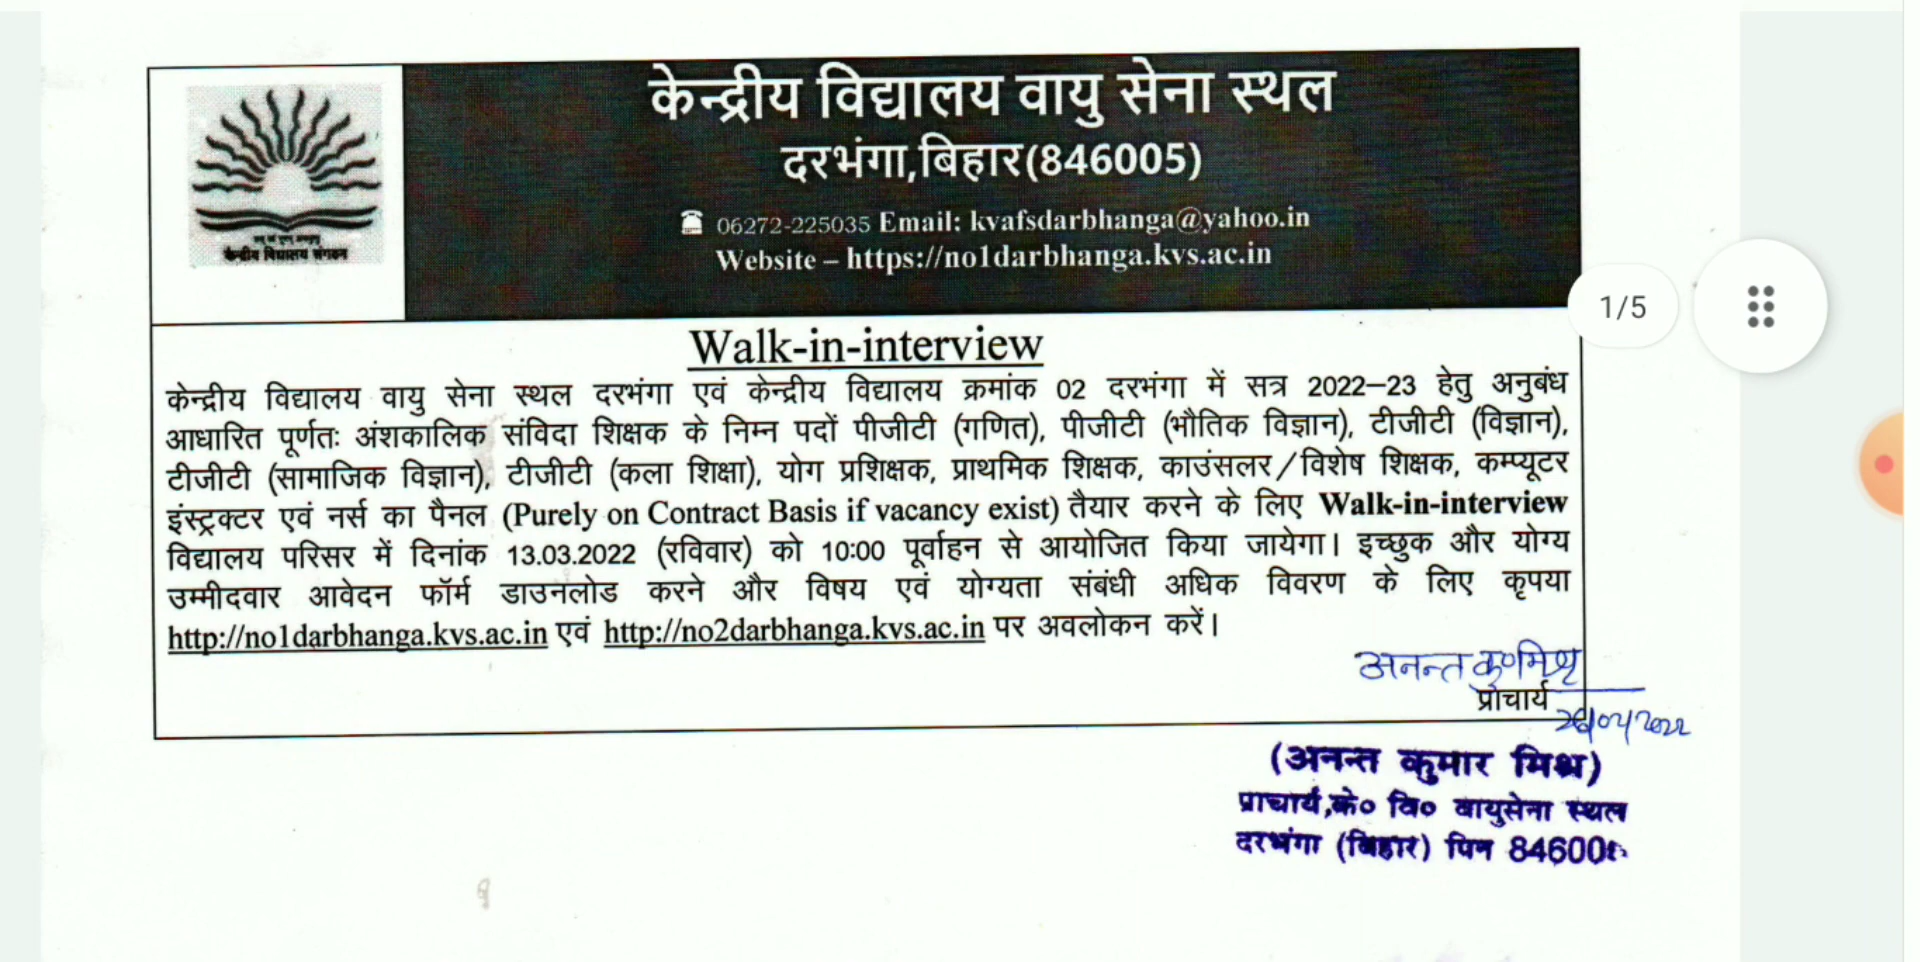 केन्द्रीय विद्यालय वायु सेना स्थल
दरभंगा,बिहार(846005)
06272-225035 Email: kvafsdarbhanga@yahoo.in
Website – https://no1darbhanga.kvs.ac.in
केन्द्रीय विद्यालय संगठन
1/5
Walk-in-interview
केन्द्रीय विद्यालय वायु सेना स्थल दरभंगा एवं केन्द्रीय विद्यालय क्रमांक 02 दरभंगा में सत्र 2022–23 हेतु अनुबंध
आधारित पूर्णतः अंशकालिक संविदा शिक्षक के निम्न पदों पीजीटी (गणित), पीजीटी (भौतिक विज्ञान), टीजीटी (विज्ञान),
टीजीटी (सामाजिक विज्ञान), टीजीटी (कला शिक्षा), योग प्रशिक्षक, प्राथमिक शिक्षक, काउंसलर/विशेष शिक्षक, कम्प्यूटर
इंस्ट्रक्टर एवं नर्स का पैनल (Purely on Contract Basis if vacancy exist) तैयार करने के लिए Walk-in-interview
विद्यालय परिसर में दिनांक 13.03.2022 (रविवार) को 10:00 पूर्वाहन से आयोजित किया जायेगा। इच्छुक और योग्य
उम्मीदवार आवेदन फॉर्म डाउनलोड करने और विषय एवं योग्यता संबंधी अधिक विवरण के लिए कृपया
http://no1darbhanga.kvs.ac.in एवं http://no2darbhanga.kvs.ac.in पर अवलोकन करें।
अनन्त कु०मिश्र
प्राचार्य
(अनन्त कुमार मिश्र)
प्राचार्य,के० वि० वायुसेना स्थल
दरभंगा (बिहार) पिन